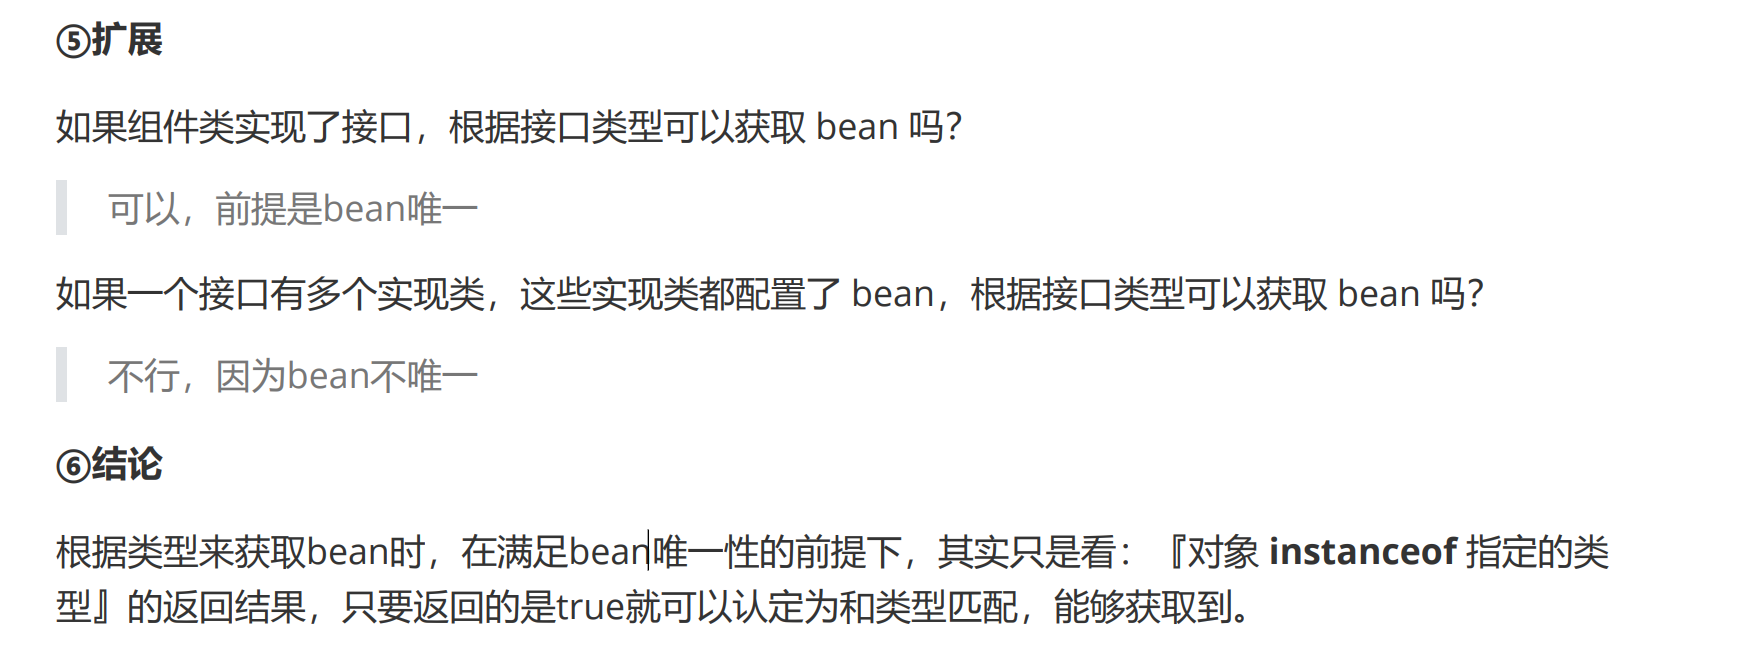 ⑤扩展
如果组件类实现了接口，根据接口类型可以获取 bean 吗？
可以，前提是bean唯一
如果一个接口有多个实现类，这些实现类都配置了 bean，根据接口类型可以获取 bean 吗？
不行，因为bean不唯一
⑥结论
根据类型来获取bean时，在满足bean唯一性的前提下，其实只是看：『对象 instanceof 指定的类
型』的返回结果，只要返回的是true就可以认定为和类型匹配，能够获取到。